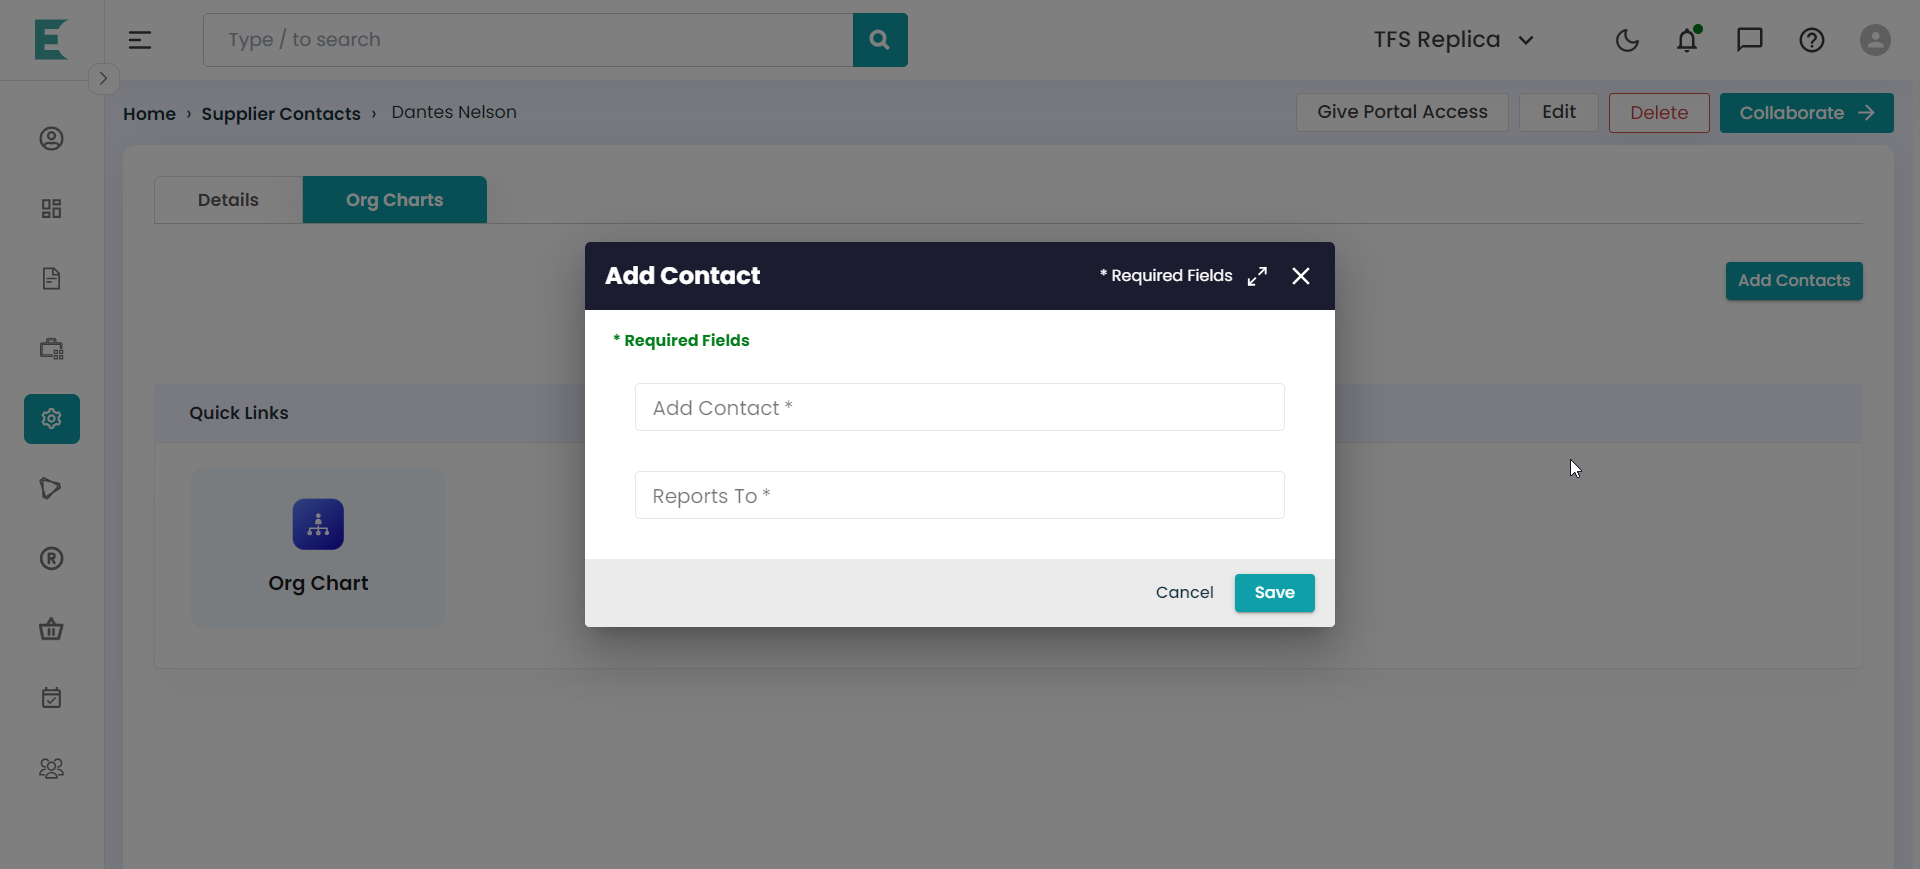 Type / to search
TFS Replica
Home › Supplier Contacts › Dantes Nelson
Give Portal Access
Edit
Delete
Collaborate
Details
Org Charts
Add Contacts
Quick Links
Org Chart
Add Contact
* Required Fields
* Required Fields
Add Contact *
Reports To *
Cancel
Save